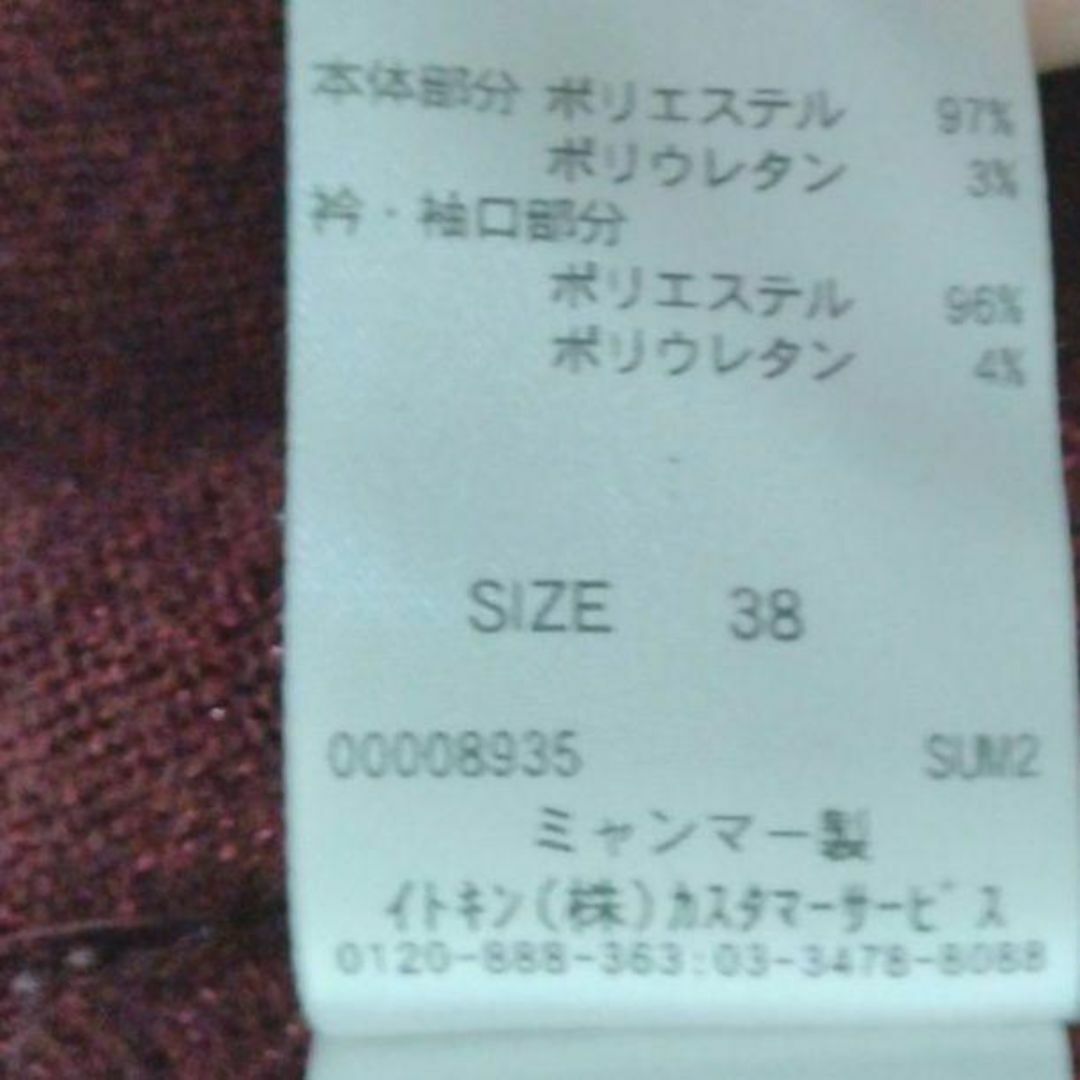 本体部分 ポリエステル 97%
ポリウレタン 3%
衿・袖口部分
ポリエステル 96%
ポリウレタン 4%
SIZE 38
00008935 SUM2
ミャンマー製
イトキン(株)カスタマーサービス
0120-888-363:03-3478-8088